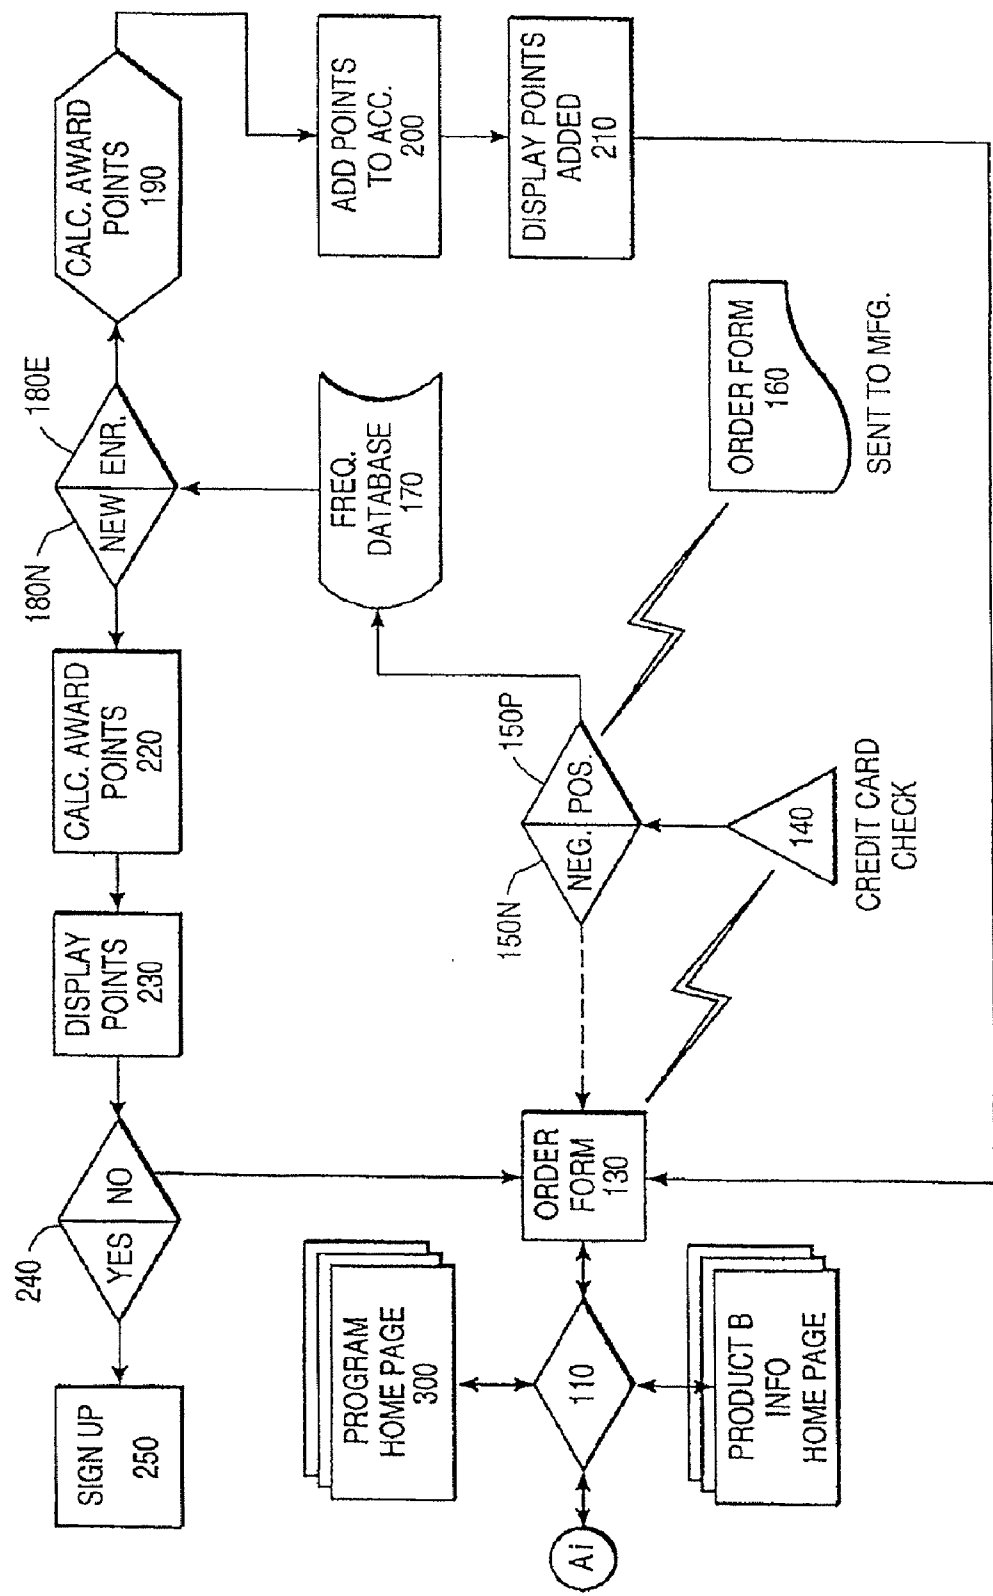 SIGN UP
250
240
YES
NO
DISPLAY
POINTS
230
CALC. AWARD
POINTS
220
180N
NEW
ENR.
180E
CALC. AWARD
POINTS
190
PROGRAM
HOME PAGE
300
FREQ.
DATABASE
170
ADD POINTS
TO ACC.
200
Ai
110
ORDER
FORM
130
150N
NEG.
POS.
150P
DISPLAY POINTS
ADDED
210
PRODUCT B
INFO
HOME PAGE
140
CREDIT CARD
CHECK
ORDER FORM
160
SENT TO MFG.